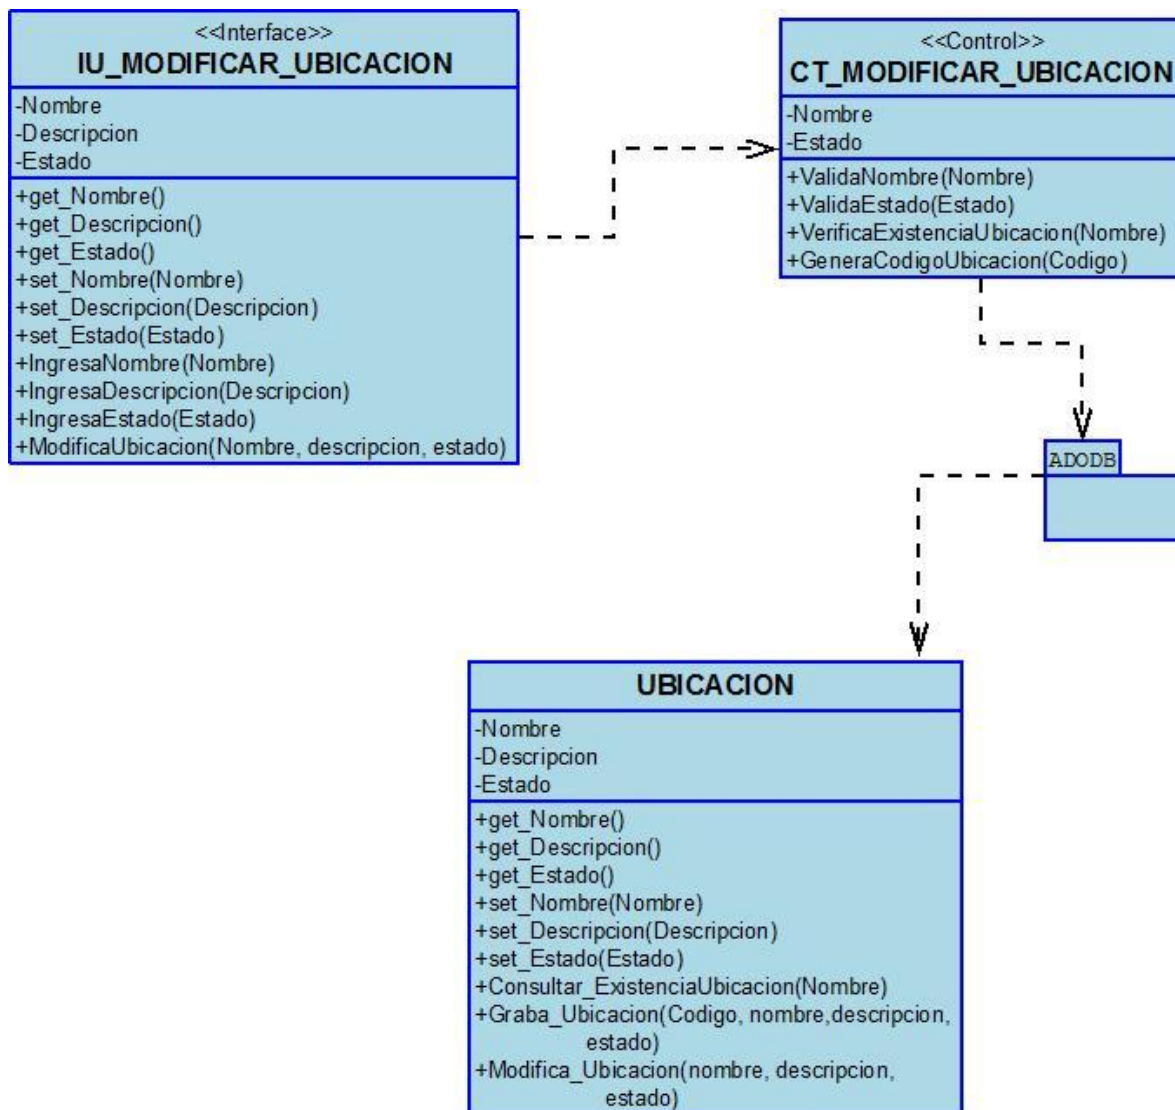 <<Interface>>
IU_MODIFICAR_UBICACION
-Nombre
-Descripcion
-Estado
+get_Nombre()
+get_Descripcion()
+get_Estado()
+set_Nombre(Nombre)
+set_Descripcion(Descripcion)
+set_Estado(Estado)
+IngresaNombre(Nombre)
+IngresaDescripcion(Descripcion)
+IngresaEstado(Estado)
+ModificaUbicacion(Nombre, descripcion, estado)
<<Control>>
CT_MODIFICAR_UBICACION
-Nombre
-Estado
+ValidaNombre(Nombre)
+ValidaEstado(Estado)
+VerificaExistenciaUbicacion(Nombre)
+GeneraCodigoUbicacion(Codigo)
ADODB
UBICACION
-Nombre
-Descripcion
-Estado
+get_Nombre()
+get_Descripcion()
+get_Estado()
+set_Nombre(Nombre)
+set_Descripcion(Descripcion)
+set_Estado(Estado)
+Consultar_ExistenciaUbicacion(Nombre)
+Graba_Ubicacion(Codigo, nombre,descripcion,
estado)
+Modifica_Ubicacion(nombre, descripcion,
estado)